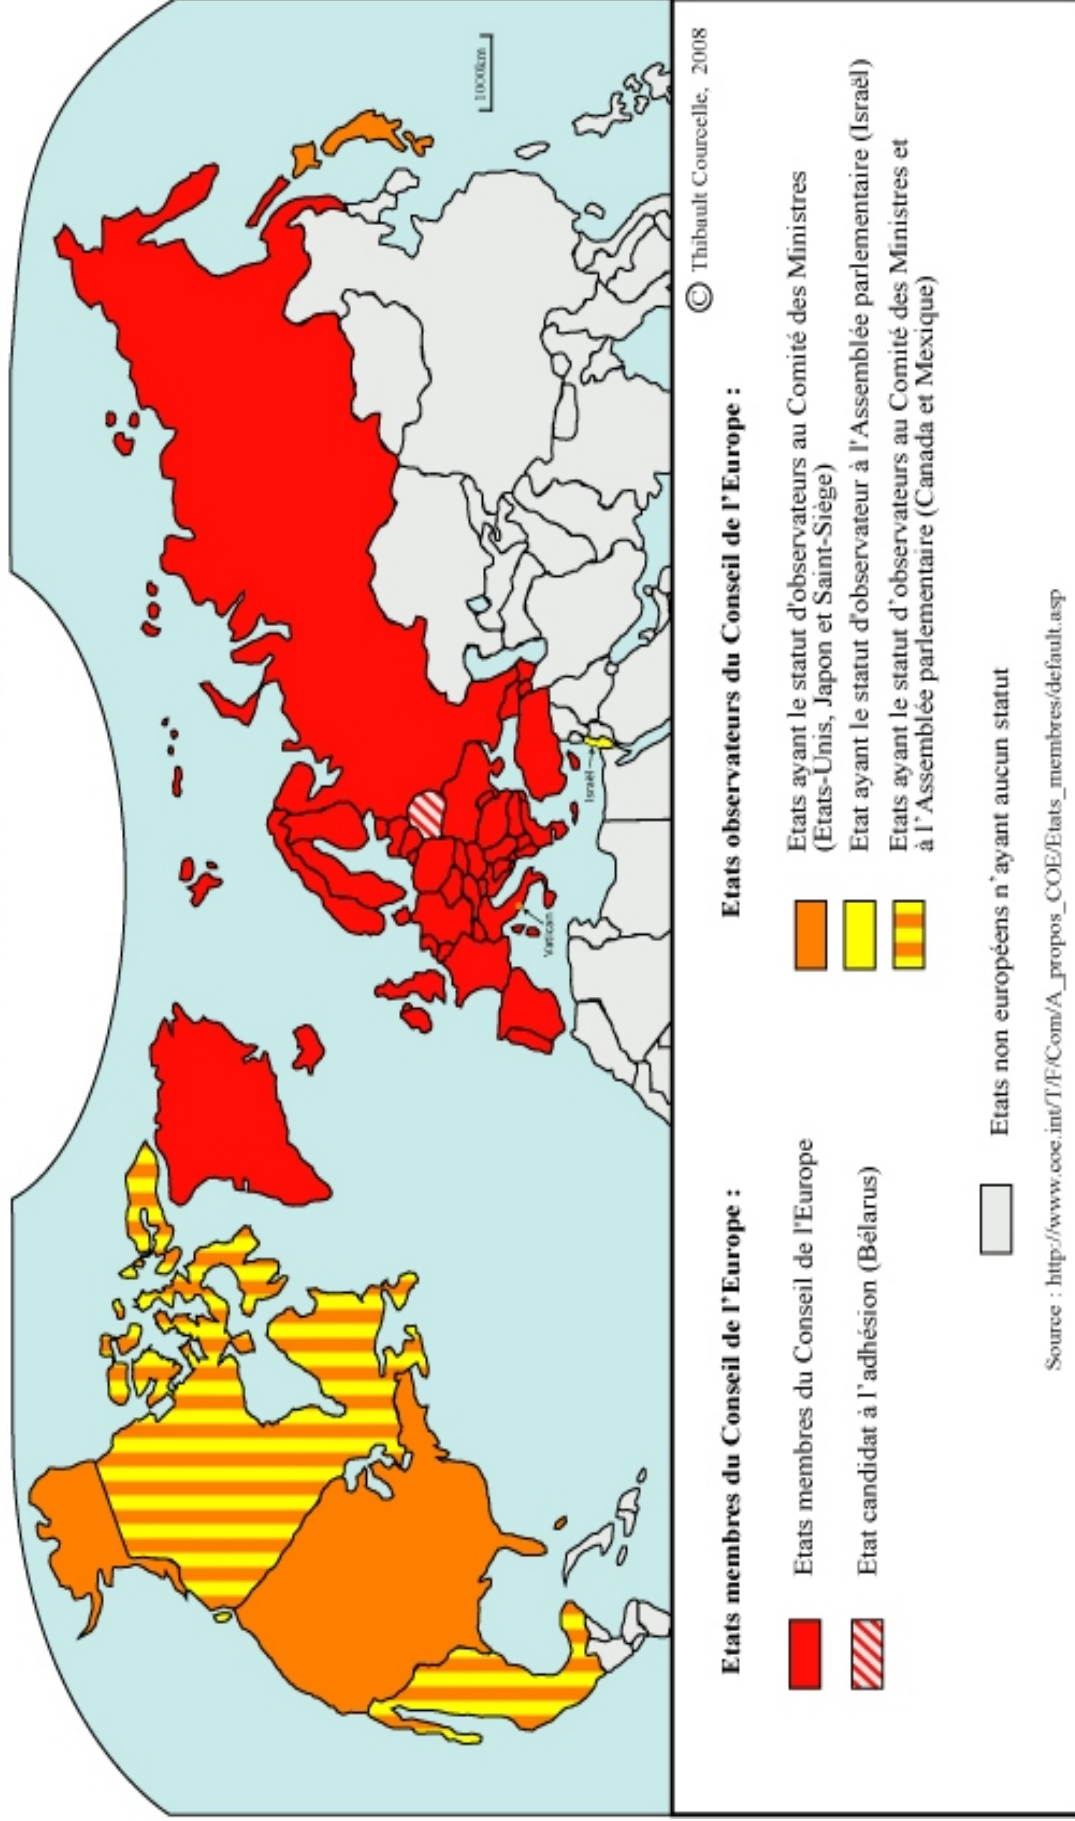 1000km
Israël
Vatican
© Thibault Courcelle, 2008
Etats membres du Conseil de l'Europe :
Etats membres du Conseil de l'Europe
Etat candidat à l'adhésion (Bélarus)
Etats observateurs du Conseil de l'Europe :
Etats ayant le statut d'observateurs au Comité des Ministres
(Etats-Unis, Japon et Saint-Siège)
Etat ayant le statut d'observateur à l'Assemblée parlementaire (Israël)
Etats ayant le statut d'observateurs au Comité des Ministres et
à l'Assemblée parlementaire (Canada et Mexique)
Etats non européens n'ayant aucun statut
Source : http://www.coe.int/T/F/Com/A_propos_COE/Etats_membres/default.asp